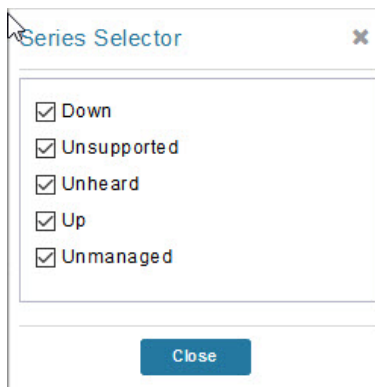 Series Selector
Down
Unsupported
Unheard
Up
Unmanaged
Close